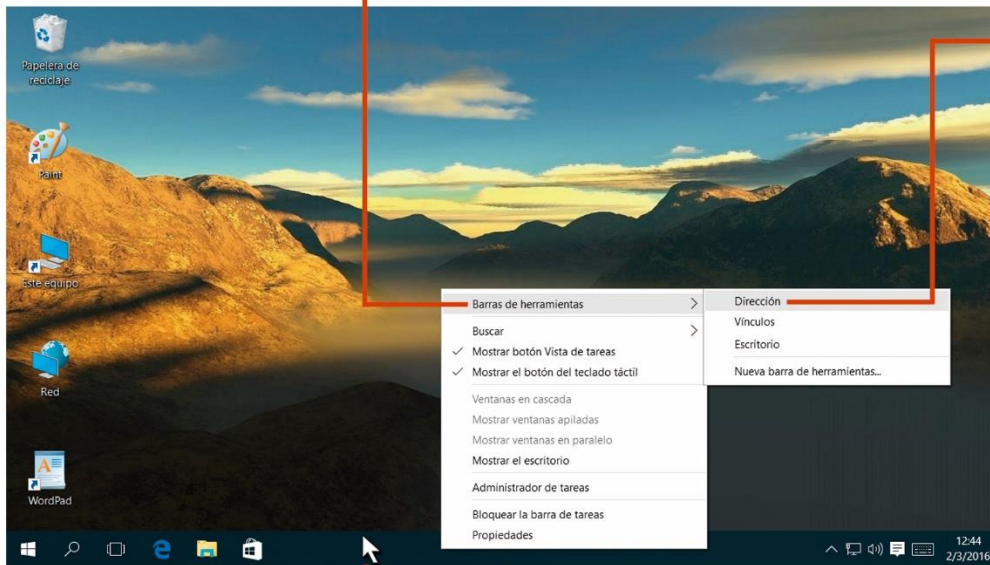 Papelera de
reciclaje
Paint
Este equipo
Red
WordPad
Barras de herramientas
Buscar
Mostrar botón Vista de tareas
Mostrar el botón del teclado táctil
Ventanas en cascada
Mostrar ventanas apiladas
Mostrar ventanas en paralelo
Mostrar el escritorio
Administrador de tareas
Bloquear la barra de tareas
Propiedades
Dirección
Vínculos
Escritorio
Nueva barra de herramientas...
12:44
2/3/2016